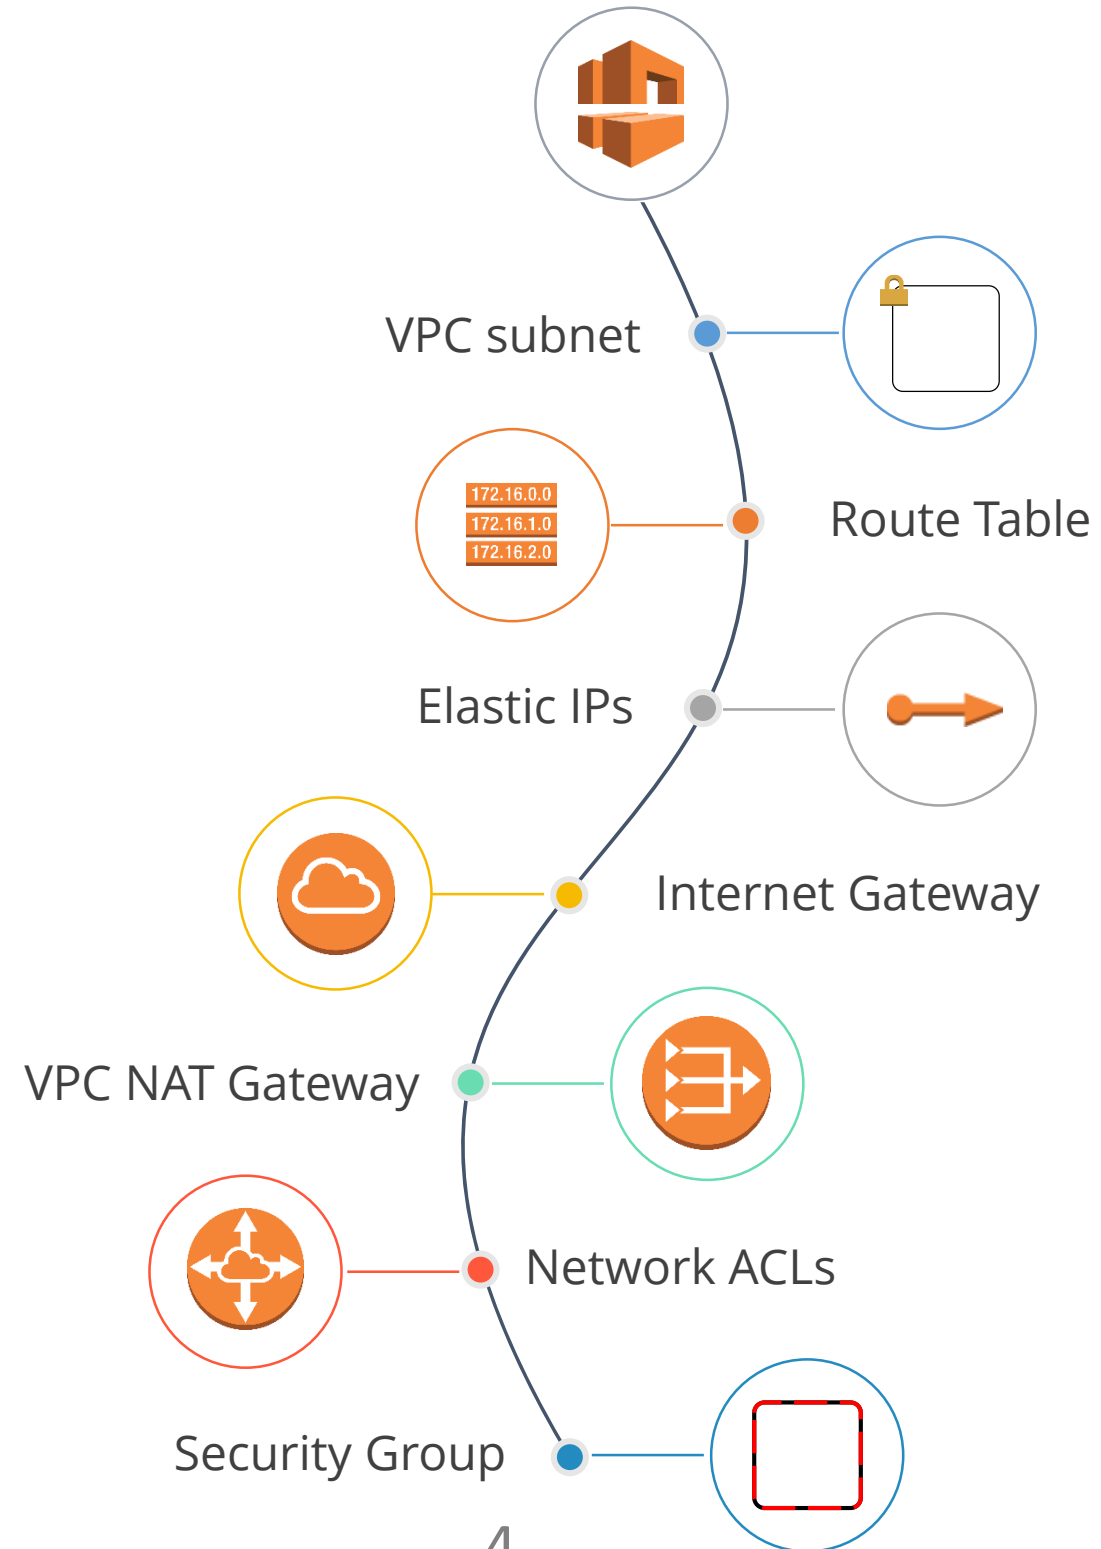 VPC subnet
172.16.0.0
172.16.1.0
172.16.2.0
Route Table
Elastic IPs
Internet Gateway
VPC NAT Gateway
Network ACLs
Security Group
4